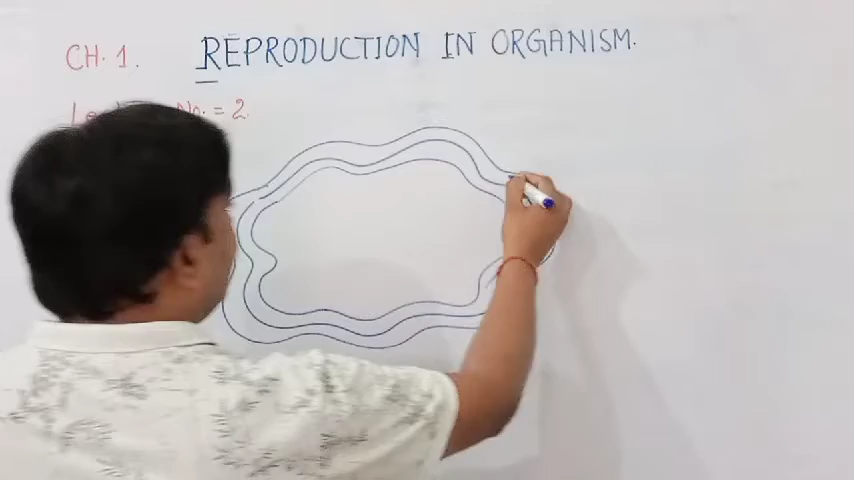 CH. 1. REPRODUCTION IN ORGANISM.
No. = 2